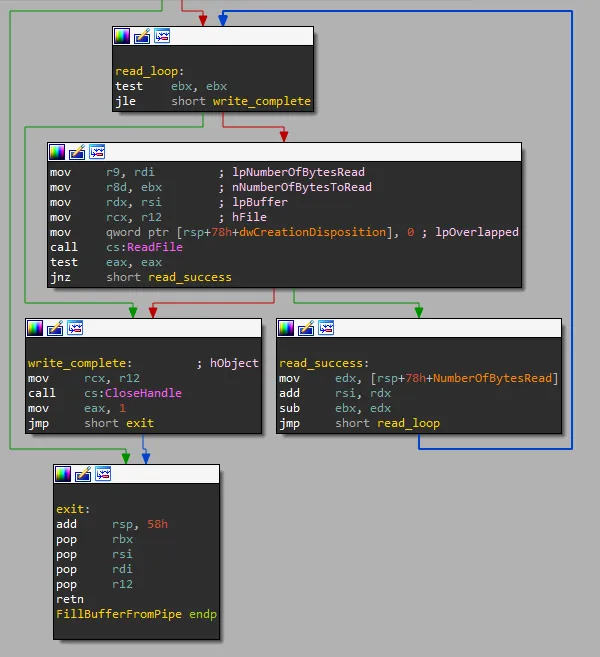 read_loop:
test ebx, ebx
jle short write_complete
mov r9, rdi ; lpNumberOfBytesRead
mov r8d, ebx ; nNumberOfBytesToRead
mov rdx, rsi ; lpBuffer
mov rcx, r12 ; hFile
mov qword ptr [rsp+78h+dwCreationDisposition], 0 ; lpOverlapped
call cs:ReadFile
test eax, eax
jnz short read_success
write_complete: ; hObject
mov rcx, r12
call cs:CloseHandle
mov eax, 1
jmp short exit
read_success:
mov edx, [rsp+78h+NumberOfBytesRead]
add rsi, rdx
sub ebx, edx
jmp short read_loop
exit:
add rsp, 58h
pop rbx
pop rsi
pop rdi
pop r12
retn
FillBufferFromPipe endp